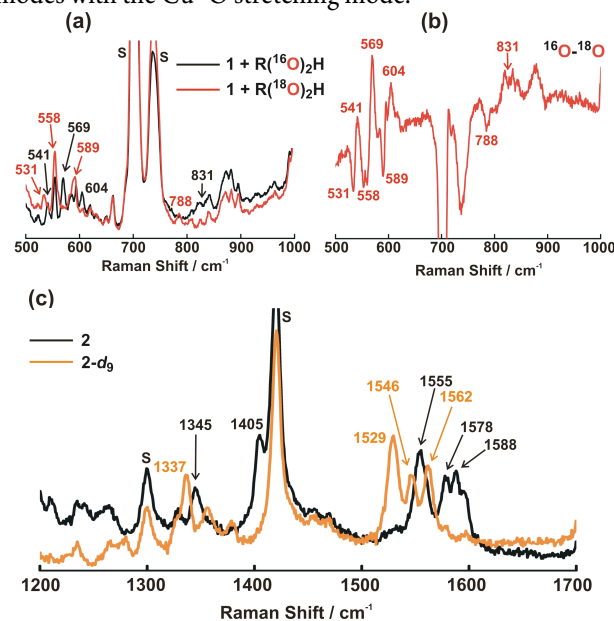 modes with the Cu–O stretching mode.
(a)
(b)
S
S
1 + R(¹⁶O)₂H
1 + R(¹⁸O)₂H
558
569
541
531
589
604
788
831
500 600 700 800 900 1000
Raman Shift / cm⁻¹
569
831
¹⁶O-¹⁸O
604
541
788
531
558
589
500 600 700 800 900 1000
Raman Shift / cm⁻¹
(c)
2
2-d₉
S
S
1337
1345
1405
1546
1555
1562
1529
1578
1588
1200 1300 1400 1500 1600 1700
Raman Shift / cm⁻¹